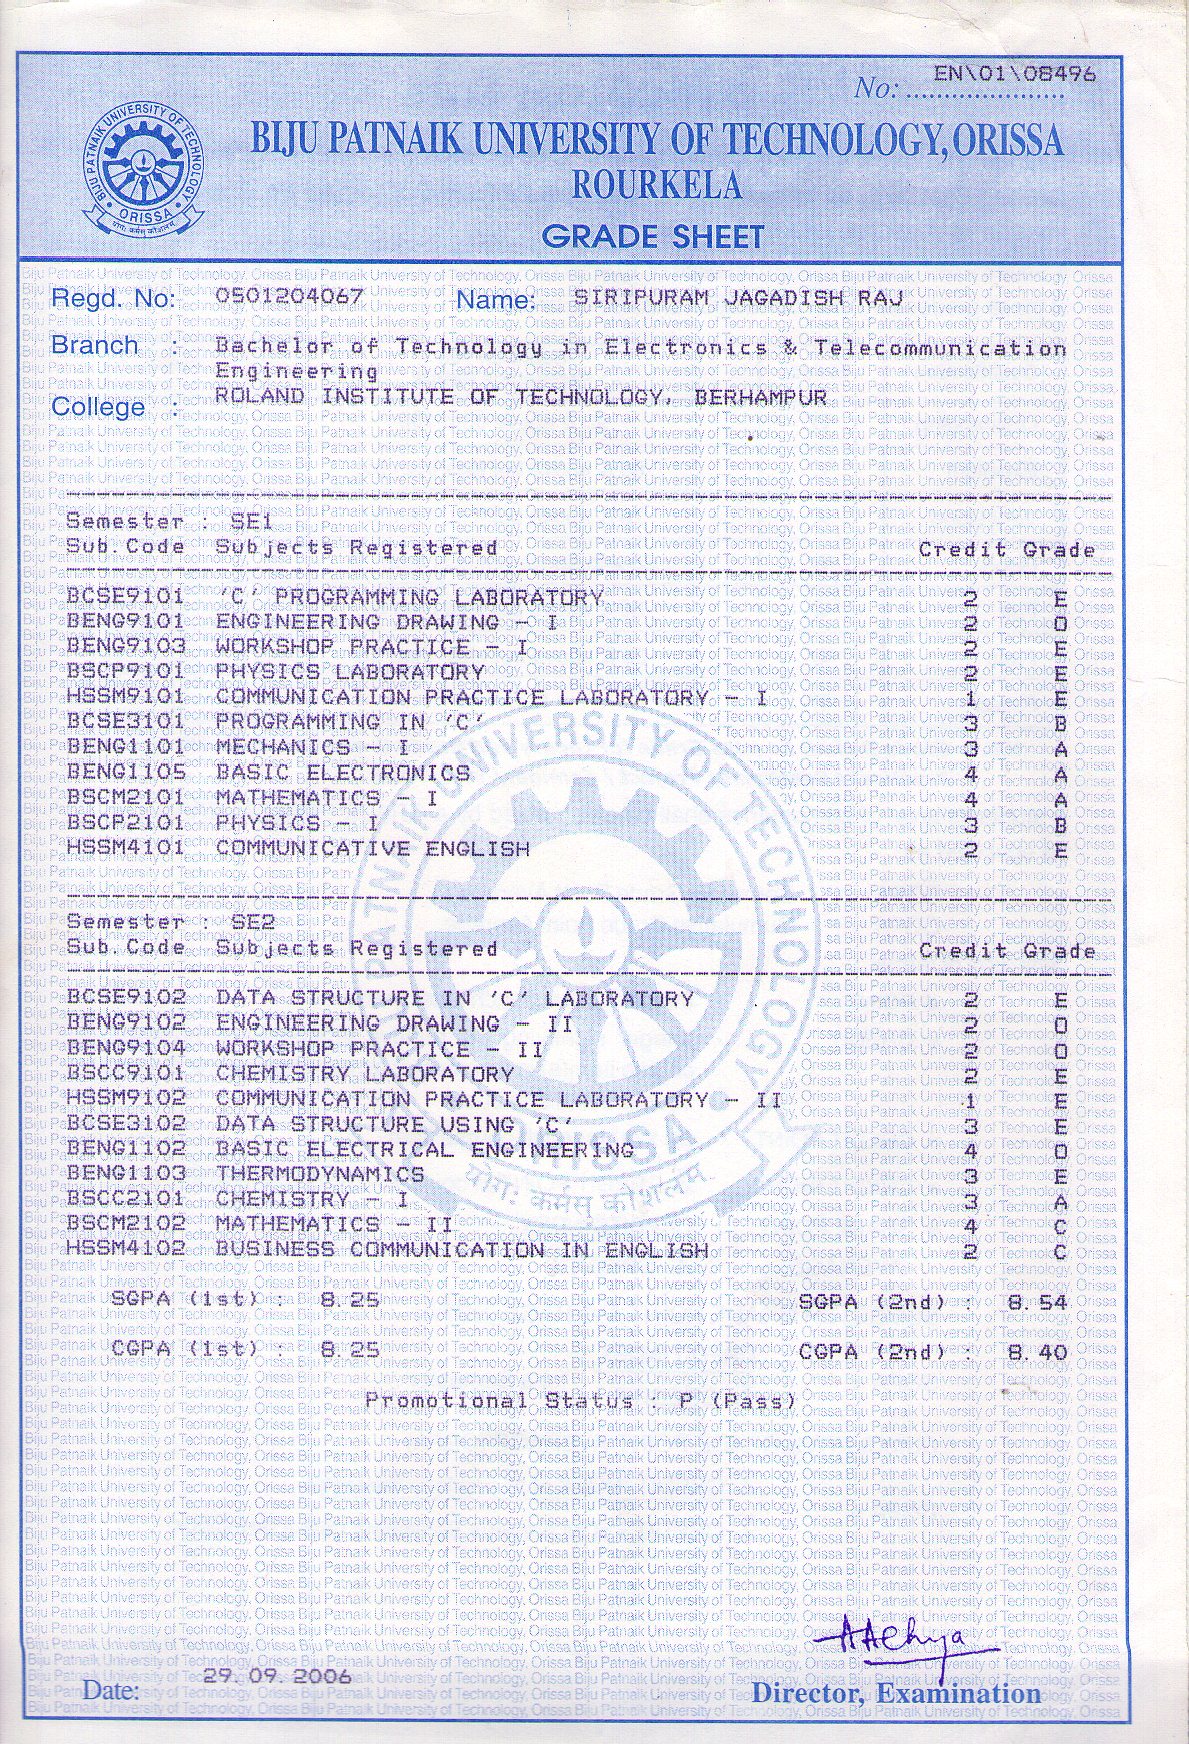 No: EN\01\08496
BIJU PATNAIK UNIVERSITY OF TECHNOLOGY, ORISSA
ROURKELA
GRADE SHEET
BIJU PATNAIK UNIVERSITY OF TECHNOLOGY
ORISSA
योगः कर्मसु कौशलम्
Regd. No: 0501204067 Name: SIRIPURAM JAGADISH RAJ
Branch : Bachelor of Technology in Electronics & Telecommunication
Engineering
College : ROLAND INSTITUTE OF TECHNOLOGY, BERHAMPUR
Semester : SE1
Sub.Code Subjects Registered Credit Grade
BCSE9101 'C' PROGRAMMING LABORATORY 2 E
BENG9101 ENGINEERING DRAWING - I 2 O
BENG9103 WORKSHOP PRACTICE - I 2 E
BSCP9101 PHYSICS LABORATORY 2 E
HSSM9101 COMMUNICATION PRACTICE LABORATORY - I 1 E
BCSE3101 PROGRAMMING IN 'C' 3 B
BENG1101 MECHANICS - I 3 A
BENG1105 BASIC ELECTRONICS 4 A
BSCM2101 MATHEMATICS - I 4 A
BSCP2101 PHYSICS - I 3 B
HSSM4101 COMMUNICATIVE ENGLISH 2 E
Semester : SE2
Sub.Code Subjects Registered Credit Grade
BCSE9102 DATA STRUCTURE IN 'C' LABORATORY 2 E
BENG9102 ENGINEERING DRAWING - II 2 O
BENG9104 WORKSHOP PRACTICE - II 2 O
BSCC9101 CHEMISTRY LABORATORY 2 E
HSSM9102 COMMUNICATION PRACTICE LABORATORY - II 1 E
BCSE3102 DATA STRUCTURE USING 'C' 3 E
BENG1102 BASIC ELECTRICAL ENGINEERING 4 O
BENG1103 THERMODYNAMICS 3 E
BSCC2101 CHEMISTRY - I 3 A
BSCM2102 MATHEMATICS - II 4 C
HSSM4102 BUSINESS COMMUNICATION IN ENGLISH 2 C
SGPA (1st) : 8.25 SGPA (2nd) : 8.54
CGPA (1st) : 8.25 CGPA (2nd) : 8.40
Promotional Status : P (Pass)
Date: 29.09.2006
Director, Examination